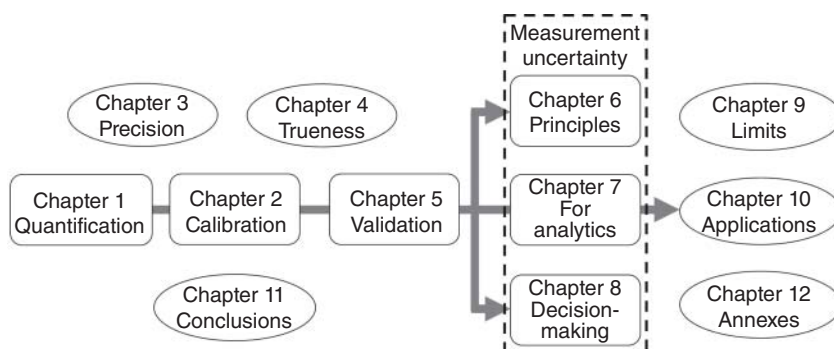 Measurement
uncertainty
Chapter 3
Precision
Chapter 4
Trueness
Chapter 6
Principles
Chapter 9
Limits
Chapter 1
Quantification
Chapter 2
Calibration
Chapter 5
Validation
Chapter 7
For
analytics
Chapter 10
Applications
Chapter 11
Conclusions
Chapter 8
Decision-
making
Chapter 12
Annexes